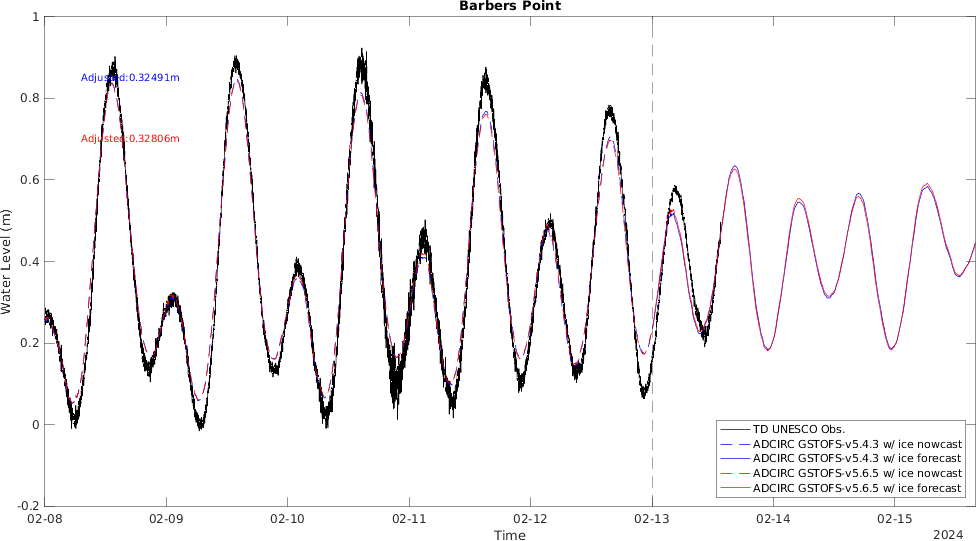 Barbers Point
1
0.8
0.6
0.4
0.2
0
-0.2
Water Level (m)
Adjusted:0.32491m
Adjusted:0.32806m
TD UNESCO Obs.
ADCIRC GSTOFS-v5.4.3 w/ ice nowcast
ADCIRC GSTOFS-v5.4.3 w/ ice forecast
ADCIRC GSTOFS-v5.6.5 w/ ice nowcast
ADCIRC GSTOFS-v5.6.5 w/ ice forecast
02-08 02-09 02-10 02-11 02-12 02-13 02-14 02-15
Time
2024